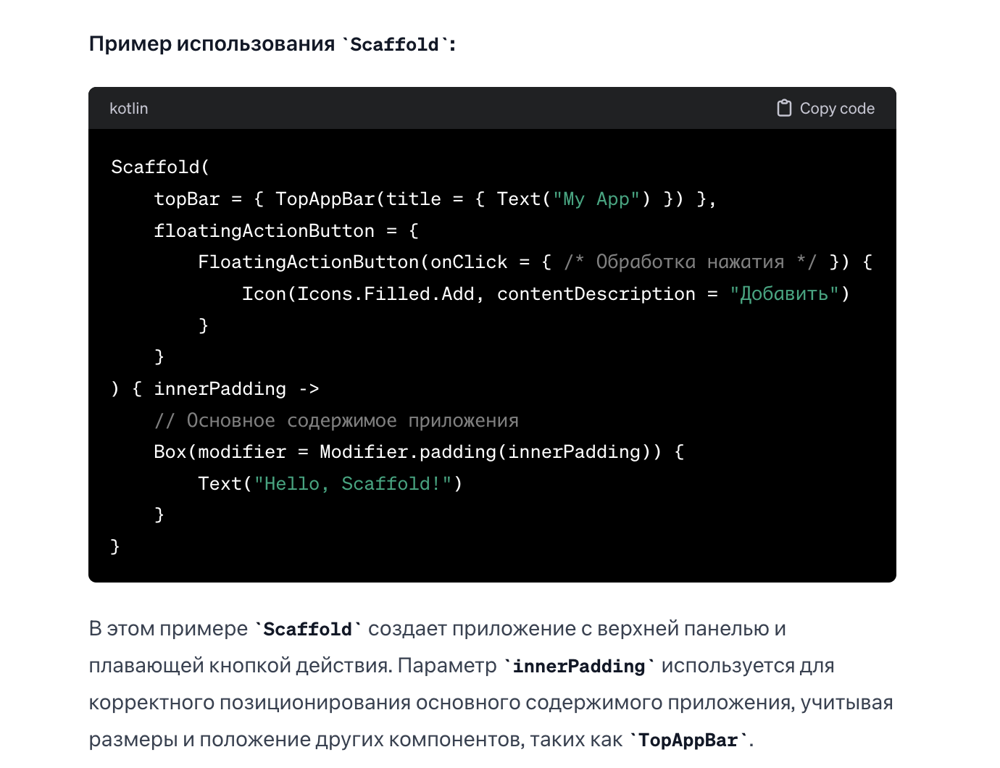 Пример использования `Scaffold`:
kotlin
Copy code
Scaffold(
    topBar = { TopAppBar(title = { Text("My App") }) },
    floatingActionButton = {
        FloatingActionButton(onClick = { /* Обработка нажатия */ }) {
            Icon(Icons.Filled.Add, contentDescription = "Добавить")
        }
    }
) { innerPadding ->
    // Основное содержимое приложения
    Box(modifier = Modifier.padding(innerPadding)) {
        Text("Hello, Scaffold!")
    }
}
В этом примере `Scaffold` создает приложение с верхней панелью и
плавающей кнопкой действия. Параметр `innerPadding` используется для
корректного позиционирования основного содержимого приложения, учитывая
размеры и положение других компонентов, таких как `TopAppBar`.